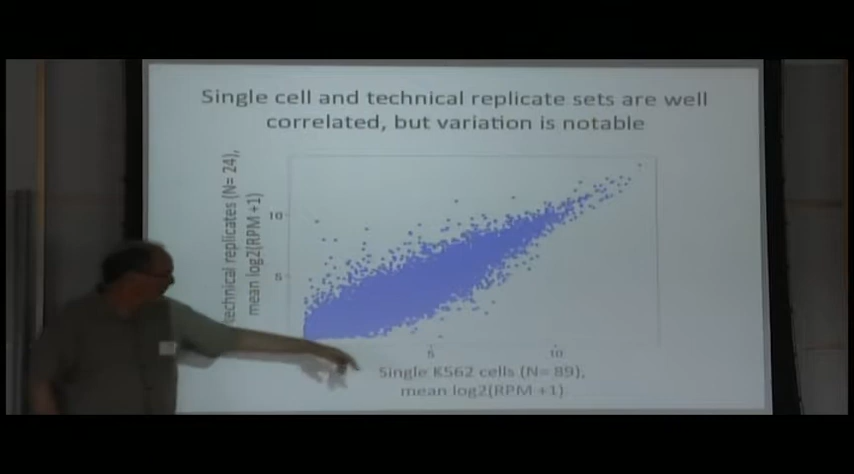 Single cell and technical replicate sets are well
correlated, but variation is notable
technical replicates (N= 24),
mean log2(RPM +1)
10
5
5
10
Single K562 cells (N= 89),
mean log2(RPM +1)